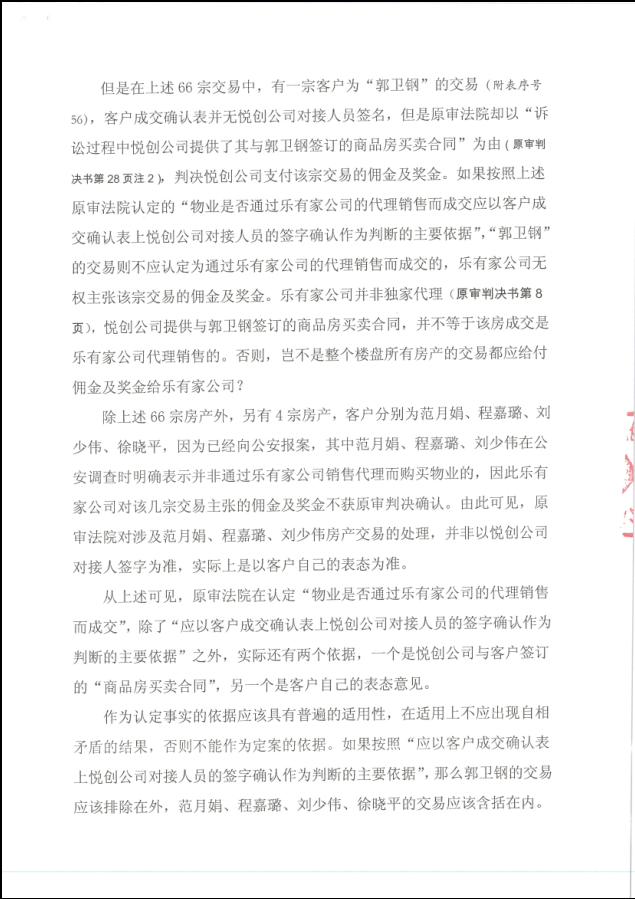 但是在上述 66 宗交易中，有一宗客户为“郭卫钢”的交易（附表序号
56），客户成交确认表并无悦创公司对接人员签名，但是原审法院却以“诉
讼过程中悦创公司提供了其与郭卫钢签订的商品房买卖合同”为由（原审判
决书第 28 页注 2），判决悦创公司支付该宗交易的佣金及奖金。如果按照上述
原审法院认定的“物业是否通过乐有家公司的代理销售而成交应以客户成
交确认表上悦创公司对接人员的签字确认作为判断的主要依据”，“郭卫钢”
的交易则不应认定为通过乐有家公司的代理销售而成交的，乐有家公司无
权主张该宗交易的佣金及奖金。乐有家公司并非独家代理（原审判决书第 8
页），悦创公司提供与郭卫钢签订的商品房买卖合同，并不等于该房成交是
乐有家公司代理销售的。否则，岂不是整个楼盘所有房产的交易都应给付
佣金及奖金给乐有家公司？
除上述 66 宗房产外，另有 4 宗房产，客户分别为范月娟、程嘉璐、刘
少伟、徐晓平，因为已经向公安报案，其中范月娟、程嘉璐、刘少伟在公
安调查时明确表示并非通过乐有家公司销售代理而购买物业的，因此乐有
家公司对该几宗交易主张的佣金及奖金不获原审判决确认。由此可见，原
审法院对涉及范月娟、程嘉璐、刘少伟房产交易的处理，并非以悦创公司
对接人签字为准，实际上是以客户自己的表态为准。
从上述可见，原审法院在认定“物业是否通过乐有家公司的代理销售
而成交”，除了“应以客户成交确认表上悦创公司对接人员的签字确认作为
判断的主要依据”之外，实际还有两个依据，一个是悦创公司与客户签订
的“商品房买卖合同”，另一个是客户自己的表态意见。
作为认定事实的依据应该具有普遍的适用性，在适用上不应出现自相
矛盾的结果，否则不能作为定案的依据。如果按照“应以客户成交确认表
上悦创公司对接人员的签字确认作为判断的主要依据”，那么郭卫钢的交易
应该排除在外，范月娟、程嘉璐、刘少伟、徐晓平的交易应该含括在内。